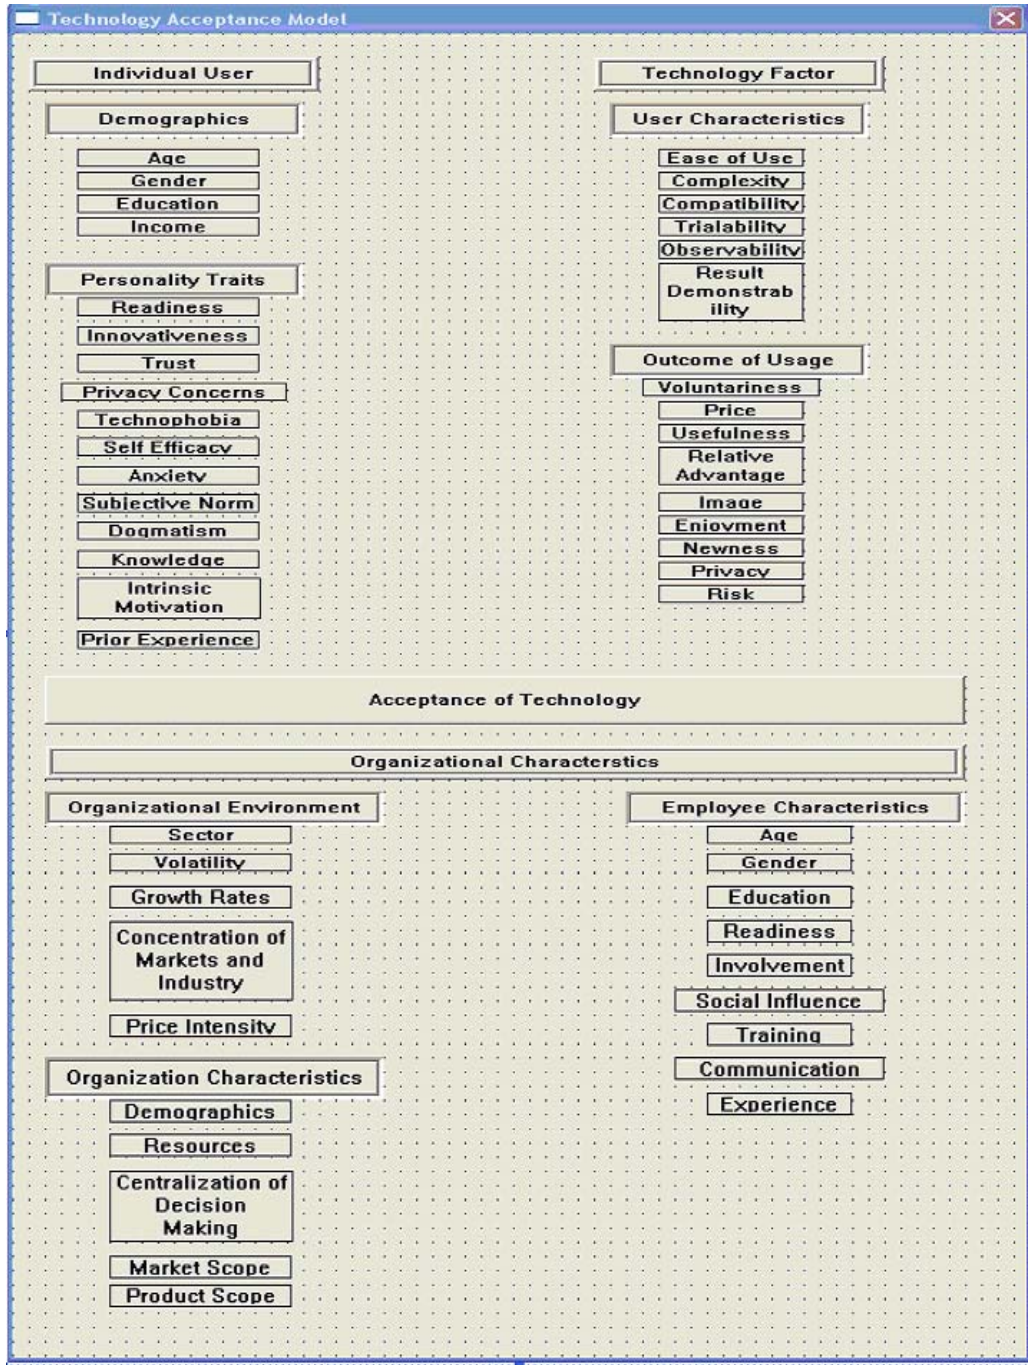 Technology Acceptance Model
Individual User
Demographics
Age
Gender
Education
Income
Personality Traits
Readiness
Innovativeness
Trust
Privacy Concerns
Technophobia
Self Efficacy
Anxiety
Subjective Norm
Dogmatism
Knowledge
Intrinsic
Motivation
Prior Experience
Technology Factor
User Characteristics
Ease of Use
Complexity
Compatibility
Trialability
Observability
Result
Demonstrab
ility
Outcome of Usage
Voluntariness
Price
Usefulness
Relative
Advantage
Image
Enjoyment
Newness
Privacy
Risk
Acceptance of Technology
Organizational Characterstics
Organizational Environment
Sector
Volatility
Growth Rates
Concentration of
Markets and
Industry
Price Intensity
Organization Characteristics
Demographics
Resources
Centralization of
Decision
Making
Market Scope
Product Scope
Employee Characteristics
Age
Gender
Education
Readiness
Involvement
Social Influence
Training
Communication
Experience